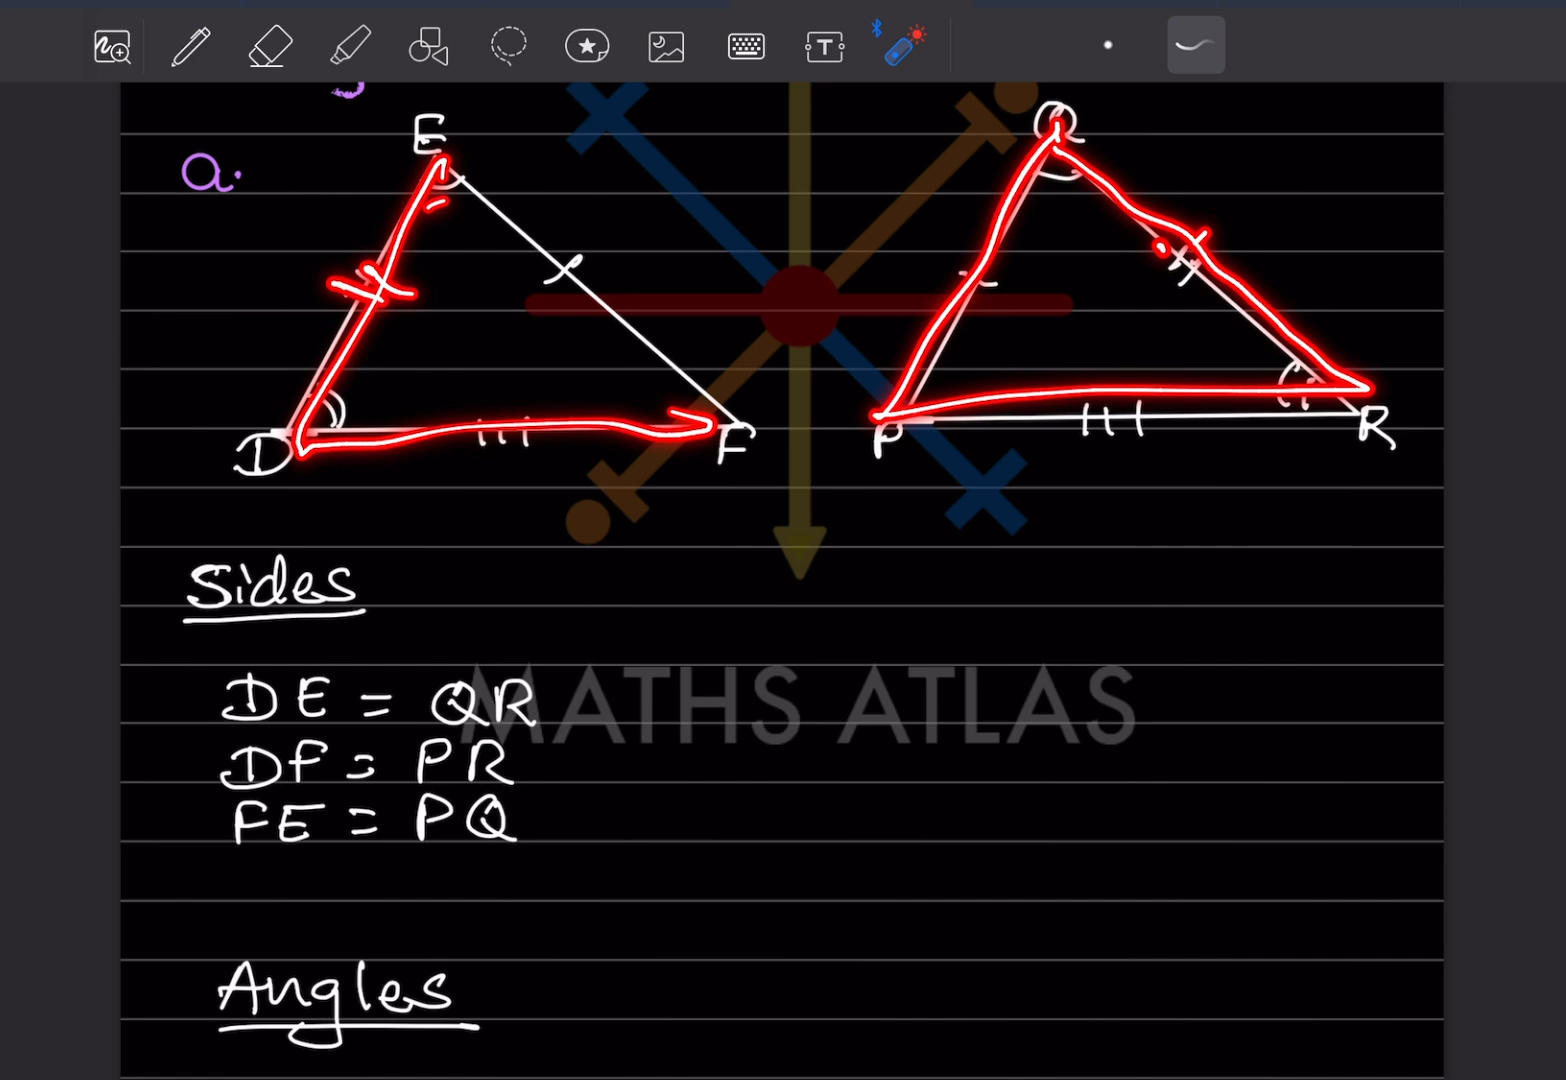 a.
E
D
F
Q
P
R
Sides
DE = QR
DF = PR
FE = PQ
MATHS ATLAS
Angles